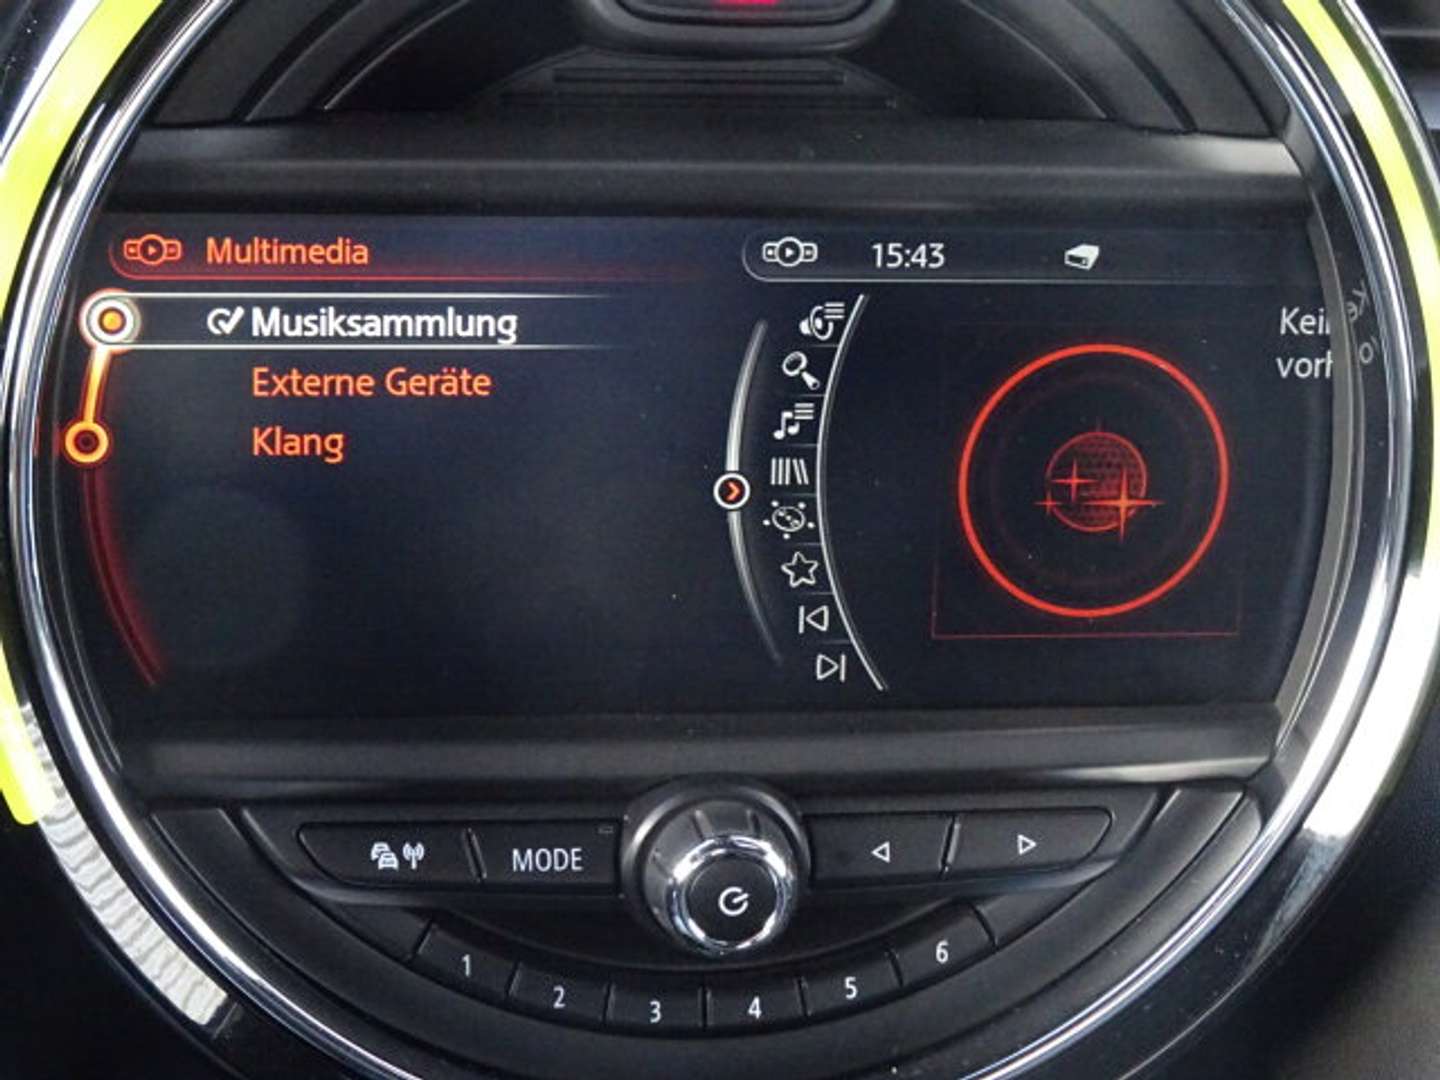 Multimedia
15:43
Musiksammlung
Externe Geräte
Klang
MODE
1
2
3
4
5
6